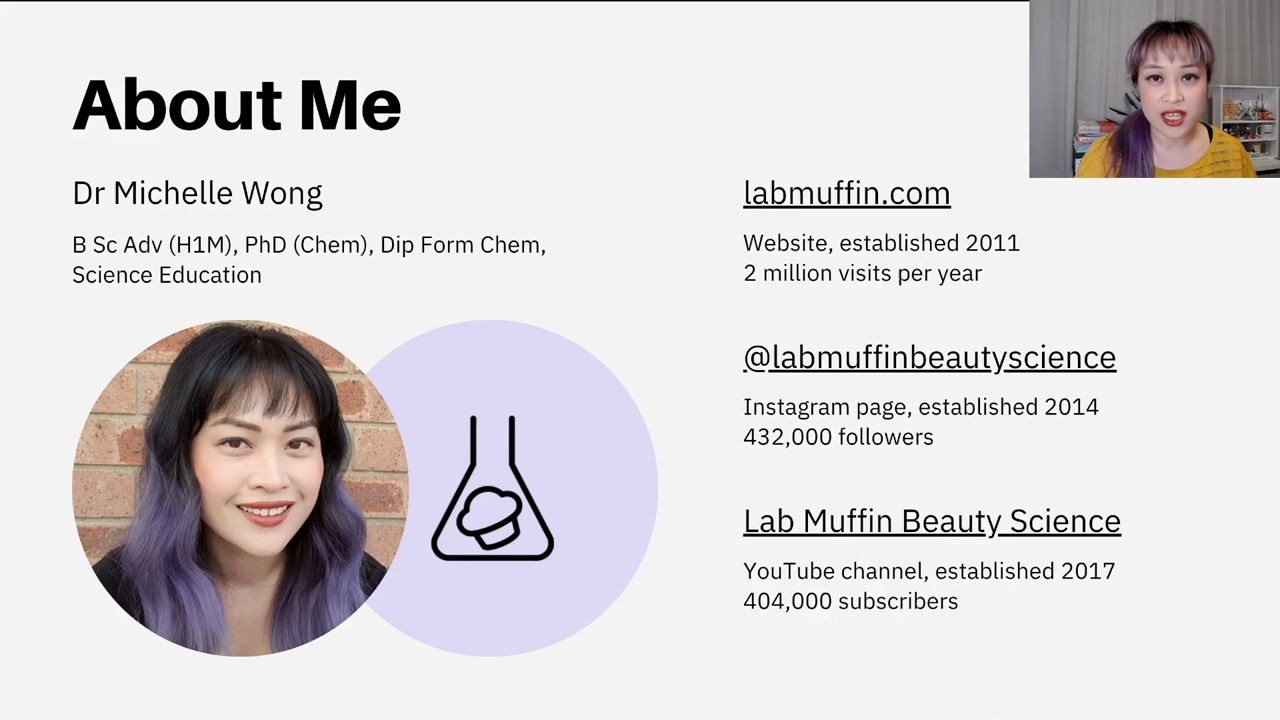 About Me
Dr Michelle Wong
B Sc Adv (H1M), PhD (Chem), Dip Form Chem,
Science Education
labmuffin.com
Website, established 2011
2 million visits per year
@labmuffinbeautyscience
Instagram page, established 2014
432,000 followers
Lab Muffin Beauty Science
YouTube channel, established 2017
404,000 subscribers